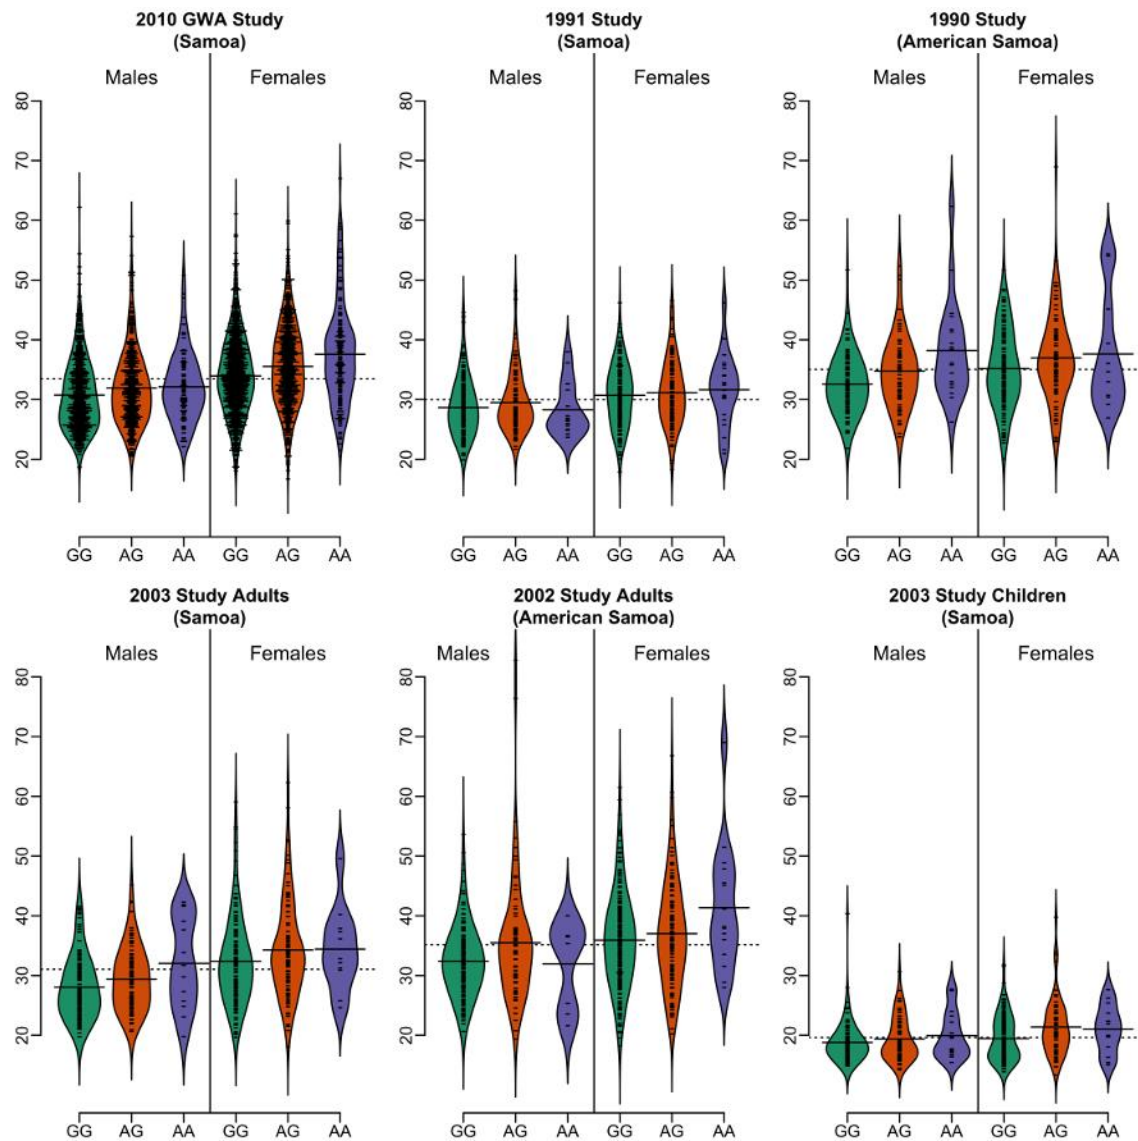 2010 GWA Study
(Samoa)
Males Females
80
70
60
50
40
30
20
GG AG AA GG AG AA
1991 Study
(Samoa)
Males Females
80
70
60
50
40
30
20
GG AG AA GG AG AA
1990 Study
(American Samoa)
Males Females
80
70
60
50
40
30
20
GG AG AA GG AG AA
2003 Study Adults
(Samoa)
Males Females
80
70
60
50
40
30
20
GG AG AA GG AG AA
2002 Study Adults
(American Samoa)
Males Females
80
70
60
50
40
30
20
GG AG AA GG AG AA
2003 Study Children
(Samoa)
Males Females
80
70
60
50
40
30
20
GG AG AA GG AG AA